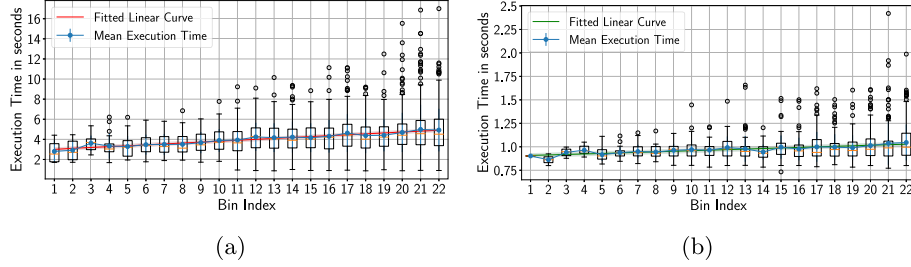 Fitted Linear Curve
Mean Execution Time
Execution Time in seconds
16
14
12
10
8
6
4
2
1 2 3 4 5 6 7 8 9 10 11 12 13 14 15 16 17 18 19 20 21 22
Bin Index
(a)
Fitted Linear Curve
Mean Execution Time
Execution Time in seconds
2.5
2.25
2.0
1.75
1.5
1.25
1.0
0.75
1 2 3 4 5 6 7 8 9 10 11 12 13 14 15 16 17 18 19 20 21 22
Bin Index
(b)